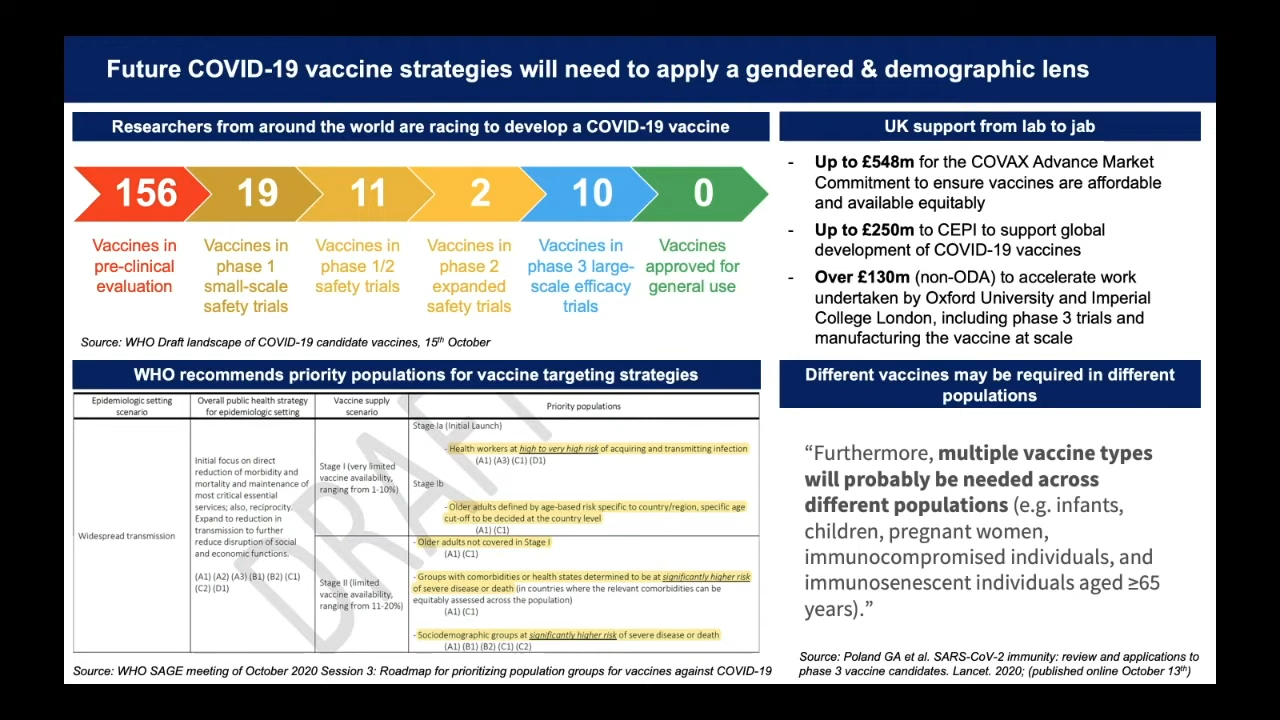 Future COVID-19 vaccine strategies will need to apply a gendered & demographic lens
Researchers from around the world are racing to develop a COVID-19 vaccine
156
19
11
2
10
0
Vaccines in
pre-clinical
evaluation
Vaccines in
phase 1
small-scale
safety trials
Vaccines in
phase 1/2
safety trials
Vaccines in
phase 2
expanded
safety trials
Vaccines in
phase 3 large-
scale efficacy
trials
Vaccines
approved for
general use
Source: WHO Draft landscape of COVID-19 candidate vaccines, 15th October
UK support from lab to jab
- Up to £548m for the COVAX Advance Market
Commitment to ensure vaccines are affordable
and available equitably
- Up to £250m to CEPI to support global
development of COVID-19 vaccines
- Over £130m (non-ODA) to accelerate work
undertaken by Oxford University and Imperial
College London, including phase 3 trials and
manufacturing the vaccine at scale
WHO recommends priority populations for vaccine targeting strategies
Epidemiologic setting
scenario
Overall public health strategy
for epidemiologic setting
Vaccine supply
scenario
Priority populations
Widespread transmission
Initial focus on direct
reduction of morbidity and
mortality and maintenance of
most critical essential
services; also, reciprocity.
Expand to reduction in
transmission to further
reduce disruption of social
and economic functions.
(A1) (A2) (A3) (B1) (B2) (C1)
(C2) (D1)
Stage I (very limited
vaccine availability,
ranging from 1-10%)
Stage Ia (Initial Launch)
- Health workers at high to very high risk of acquiring and transmitting infection
(A1) (A3) (C1) (D1)
Stage Ib
- Older adults defined by age-based risk specific to country/region, specific age
cut-off to be decided at the country level
(A1) (C1)
Stage II (limited
vaccine availability,
ranging from 11-20%)
- Older adults not covered in Stage I
(A1) (C1)
- Groups with comorbidities or health states determined to be at significantly higher risk
of severe disease or death (in countries where the relevant comorbidities can be
equitably assessed across the population)
(A1) (C1)
- Sociodemographic groups at significantly higher risk of severe disease or death
(A1) (B1) (B2) (C1) (C2)
DRAFT
Source: WHO SAGE meeting of October 2020 Session 3: Roadmap for prioritizing population groups for vaccines against COVID-19
Different vaccines may be required in different
populations
“Furthermore, multiple vaccine types
will probably be needed across
different populations (e.g. infants,
children, pregnant women,
immunocompromised individuals, and
immunosenescent individuals aged ≥65
years).”
Source: Poland GA et al. SARS-CoV-2 immunity: review and applications to
phase 3 vaccine candidates. Lancet. 2020; (published online October 13th)